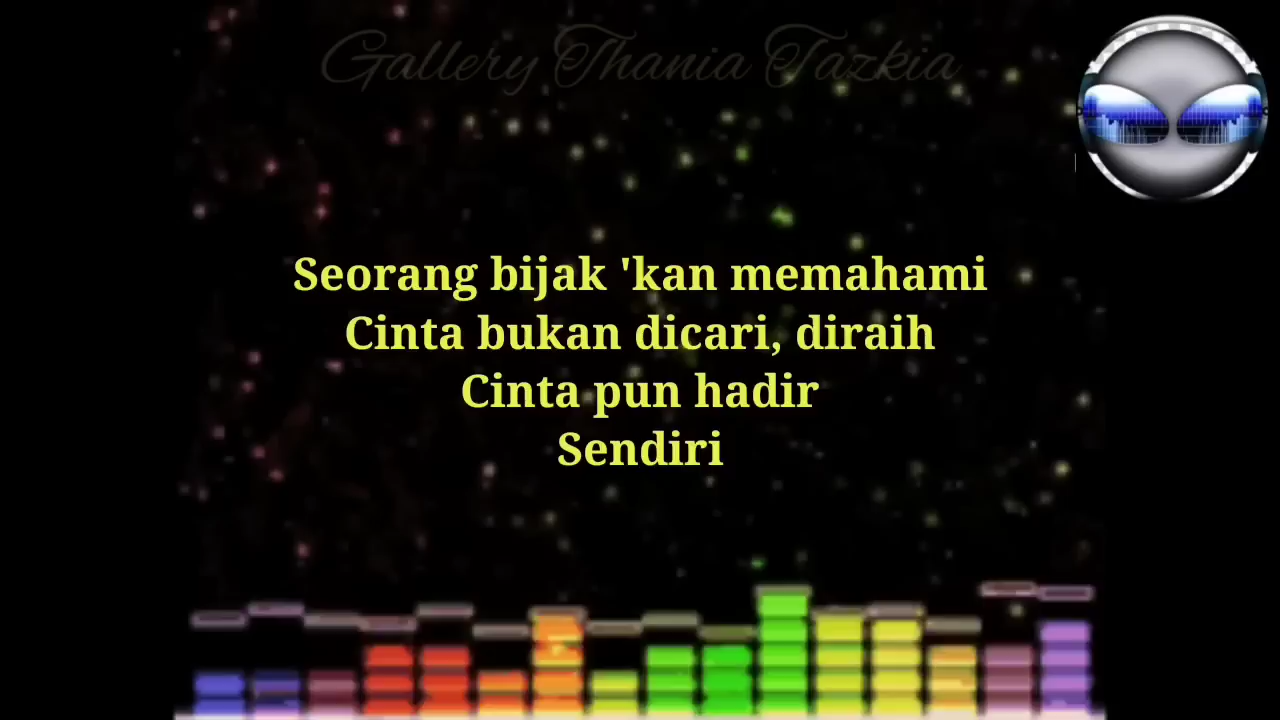 Gallery Thania Tazkia
Seorang bijak 'kan memahami
Cinta bukan dicari, diraih
Cinta pun hadir
Sendiri